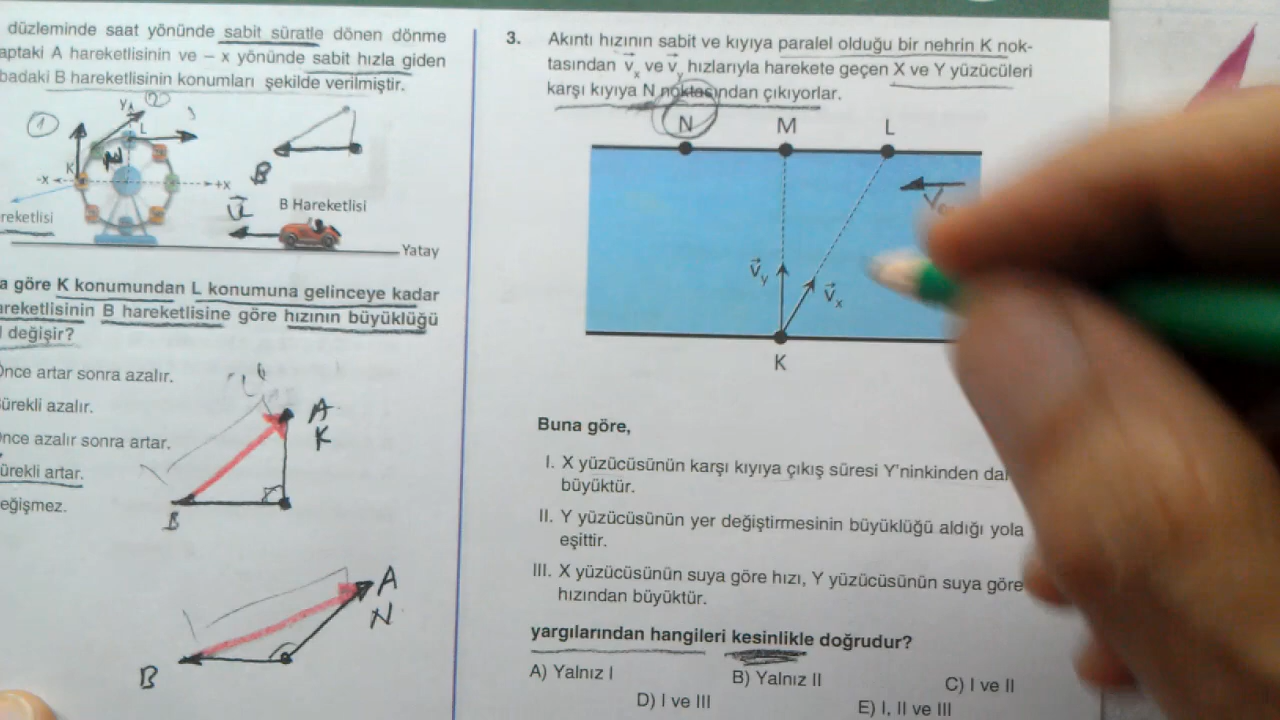 düzleminde saat yönünde sabit süratle dönen dönme
aptaki A hareketlisinin ve – x yönünde sabit hızla giden
badaki B hareketlisinin konumları şekilde verilmiştir.
1
y
A
2
L
K
-x
+x
B
reketlisi
B Hareketlisi
Yatay
a göre K konumundan L konumuna gelinceye kadar
areketlisinin B hareketlisine göre hızının büyüklüğü
l değişir?
Önce artar sonra azalır.
Sürekli azalır.
Önce azalır sonra artar.
ürekli artar.
eğişmez.
A
K
B
A
N
B
3. Akıntı hızının sabit ve kıyıya paralel olduğu bir nehrin K nok-
tasından v⃗x ve v⃗y hızlarıyla harekete geçen X ve Y yüzücüleri
karşı kıyıya N noktasından çıkıyorlar.
N M L
v⃗y
v⃗x
K
Buna göre,
I. X yüzücüsünün karşı kıyıya çıkış süresi Y'ninkinden
büyüktür.
II. Y yüzücüsünün yer değiştirmesinin büyüklüğü aldığı yola
eşittir.
III. X yüzücüsünün suya göre hızı, Y yüzücüsünün suya göre
hızından büyüktür.
yargılarından hangileri kesinlikle doğrudur?
A) Yalnız I
B) Yalnız II
C) I ve II
D) I ve III
E) I, II ve III